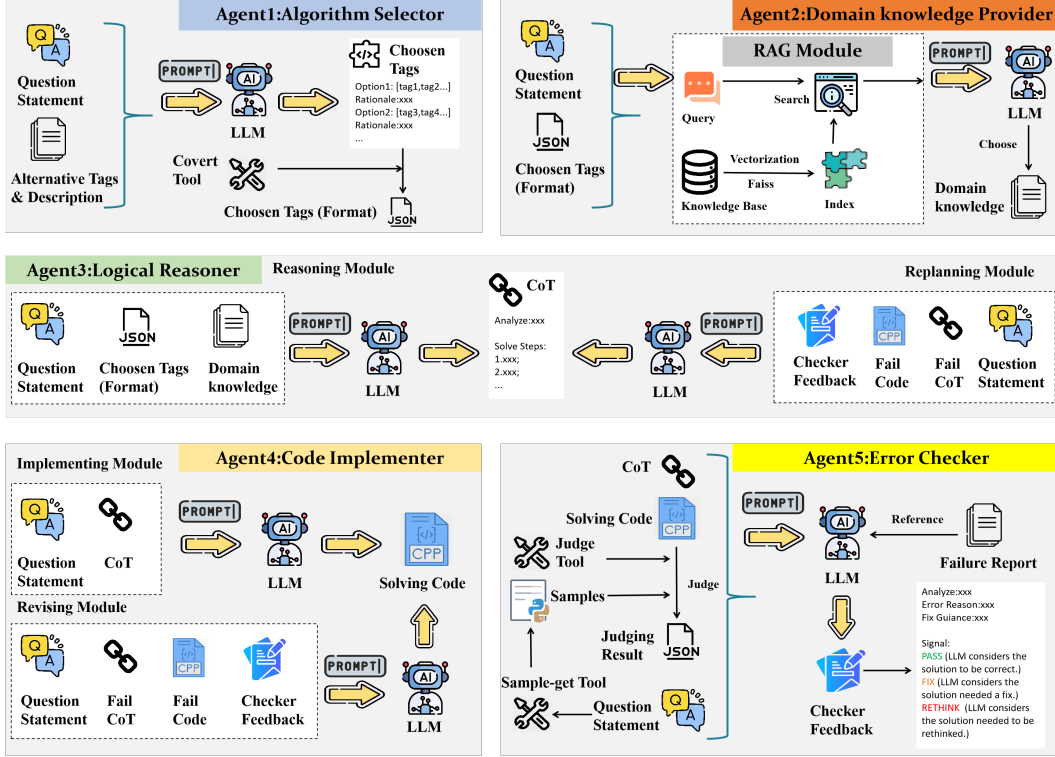 Agent1:Algorithm Selector
Q
A
Question
Statement
Alternative Tags
& Description
PROMPT
AI
LLM
Choosen
Tags
Option1: [tag1,tag2...]
Rationale:xxx
Option2: [tag3,tag4...]
Rationale:xxx
...
Covert
Tool
Choosen Tags (Format)
JSON
Agent2:Domain knowledge Provider
Q
A
Question
Statement
JSON
Choosen Tags
(Format)
RAG Module
Query
Search
Knowledge Base
Vectorization
Faiss
Index
PROMPT
AI
LLM
Choose
Domain
knowledge
Agent3:Logical Reasoner
Reasoning Module
Q
A
Question
Statement
JSON
Choosen Tags
(Format)
Domain
knowledge
PROMPT
AI
LLM
CoT
Analyze:xxx
Solve Steps:
1.xxx;
2.xxx;
...
Replanning Module
AI
LLM
PROMPT
Checker
Feedback
</>
CPP
Fail
Code
Fail
CoT
Q
A
Question
Statement
Agent4:Code Implementer
Implementing Module
Q
A
Question
Statement
CoT
PROMPT
AI
LLM
{</>}
CPP
Solving Code
Revising Module
Q
A
Question
Statement
Fail
CoT
</>
CPP
Fail
Code
Checker
Feedback
PROMPT
AI
LLM
Agent5:Error Checker
CoT
Solving Code
{</>}
CPP
Judge
Tool
Samples
Judge
Judging
Result
JSON
Sample-get Tool
Question
Statement
Q
A
PROMPT
AI
LLM
Reference
Failure Report
Checker
Feedback
Analyze:xxx
Error Reason:xxx
Fix Guiance:xxx
Signal:
PASS (LLM considers the
solution to be correct.)
FIX (LLM considers the
solution needed a fix.)
RETHINK (LLM considers
the solution needed to be
rethinked.)